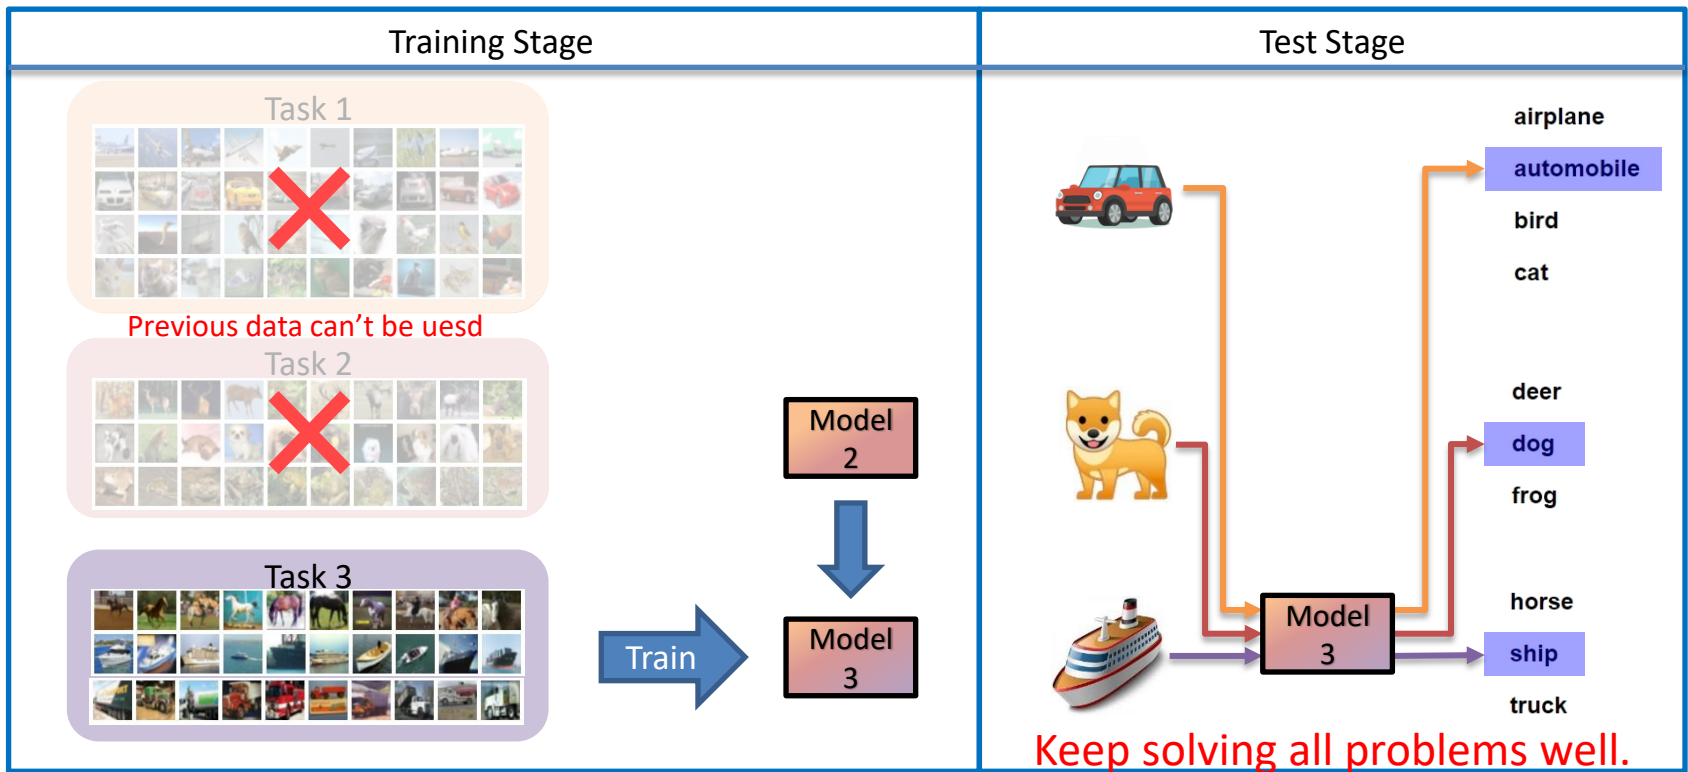 Training Stage
Test Stage
Task 1
Previous data can't be uesd
Task 2
Task 3
Train
Model
2
Model
3
airplane
automobile
bird
cat
deer
dog
frog
horse
ship
truck
Model
3
Keep solving all problems well.